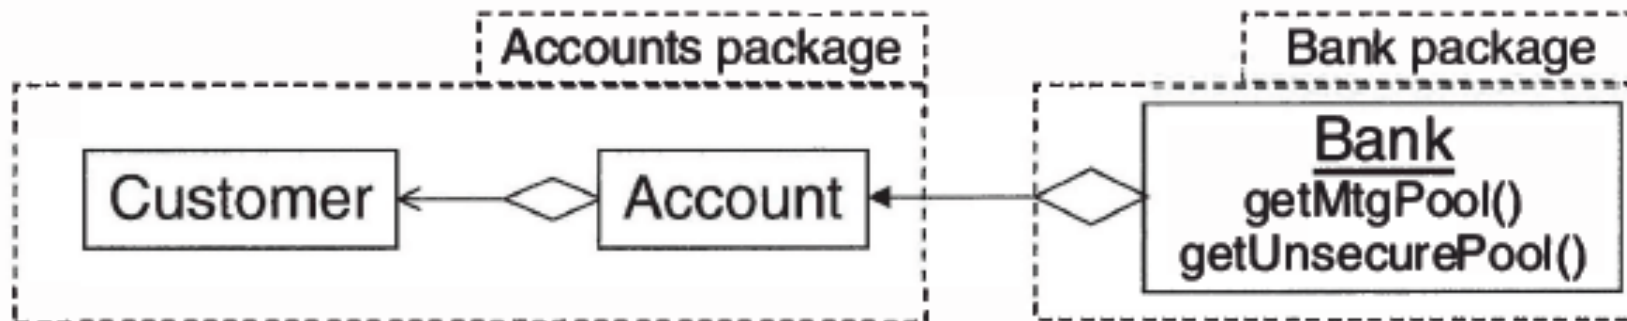 Accounts package
Bank package
Customer
Account
Bank
getMtgPool()
getUnsecurePool()